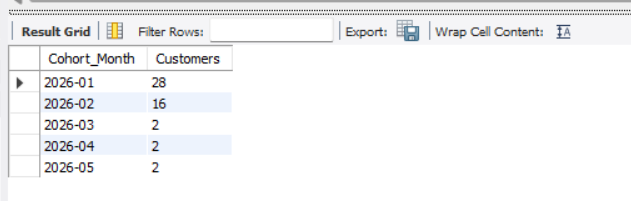 Result Grid Filter Rows: Export: Wrap Cell Content: IA
Cohort_Month Customers
2026-01 28
2026-02 16
2026-03 2
2026-04 2
2026-05 2